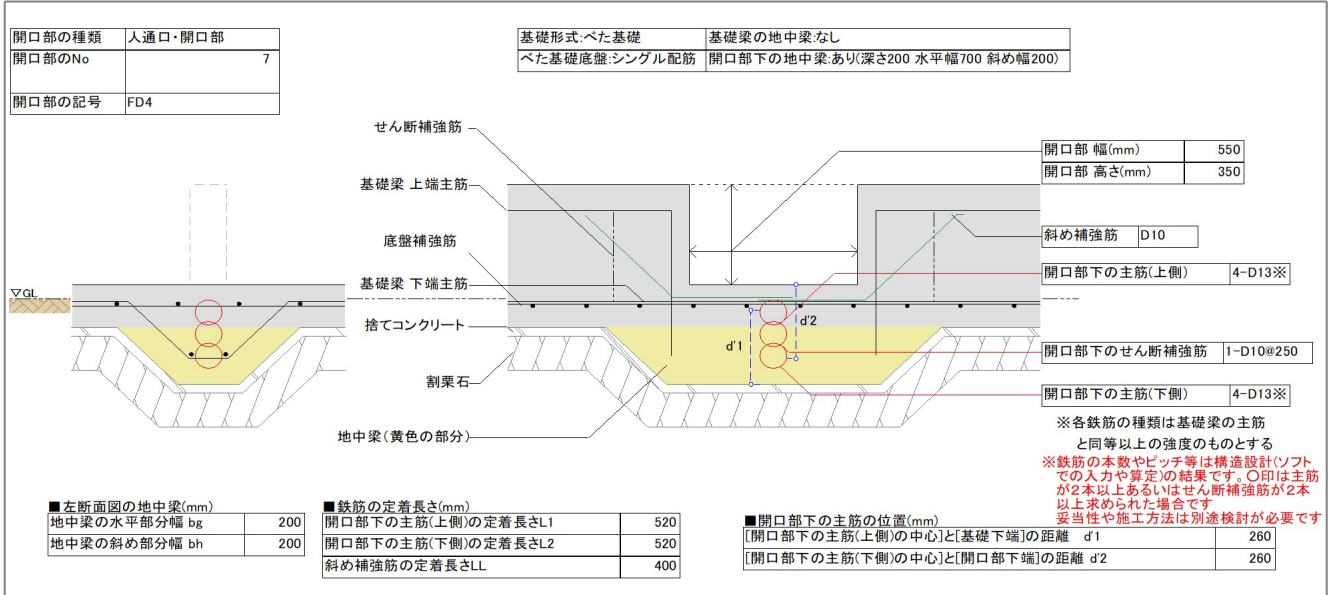 開口部の種類 人通口・開口部
開口部のNo 7
開口部の記号 FD4
基礎形式:べた基礎 基礎梁の地中梁:なし
べた基礎底盤:シングル配筋 開口部下の地中梁:あり(深さ200 水平幅700 斜め幅200)
せん断補強筋
基礎梁 上端主筋
底盤補強筋
基礎梁 下端主筋
捨てコンクリート
割栗石
地中梁(黄色の部分)
▽GL
d'1
d'2
開口部 幅(mm) 550
開口部 高さ(mm) 350
斜め補強筋 D10
開口部下の主筋(上側) 4-D13※
開口部下のせん断補強筋 1-D10@250
開口部下の主筋(下側) 4-D13※
※各鉄筋の種類は基礎梁の主筋
と同等以上の強度のものとする
※鉄筋の本数やピッチ等は構造設計(ソフト
での入力や算定)の結果です。〇印は主筋
が2本以上あるいはせん断補強筋が2本
以上求められた場合です
妥当性や施工方法は別途検討が必要です
■左断面図の地中梁(mm)
地中梁の水平部分幅 bg 200
地中梁の斜め部分幅 bh 200
■鉄筋の定着長さ(mm)
開口部下の主筋(上側)の定着長さL1 520
開口部下の主筋(下側)の定着長さL2 520
斜め補強筋の定着長さLL 400
■開口部下の主筋の位置(mm)
[開口部下の主筋(上側)の中心]と[基礎下端]の距離 d'1 260
[開口部下の主筋(下側)の中心]と[開口部下端]の距離 d'2 260